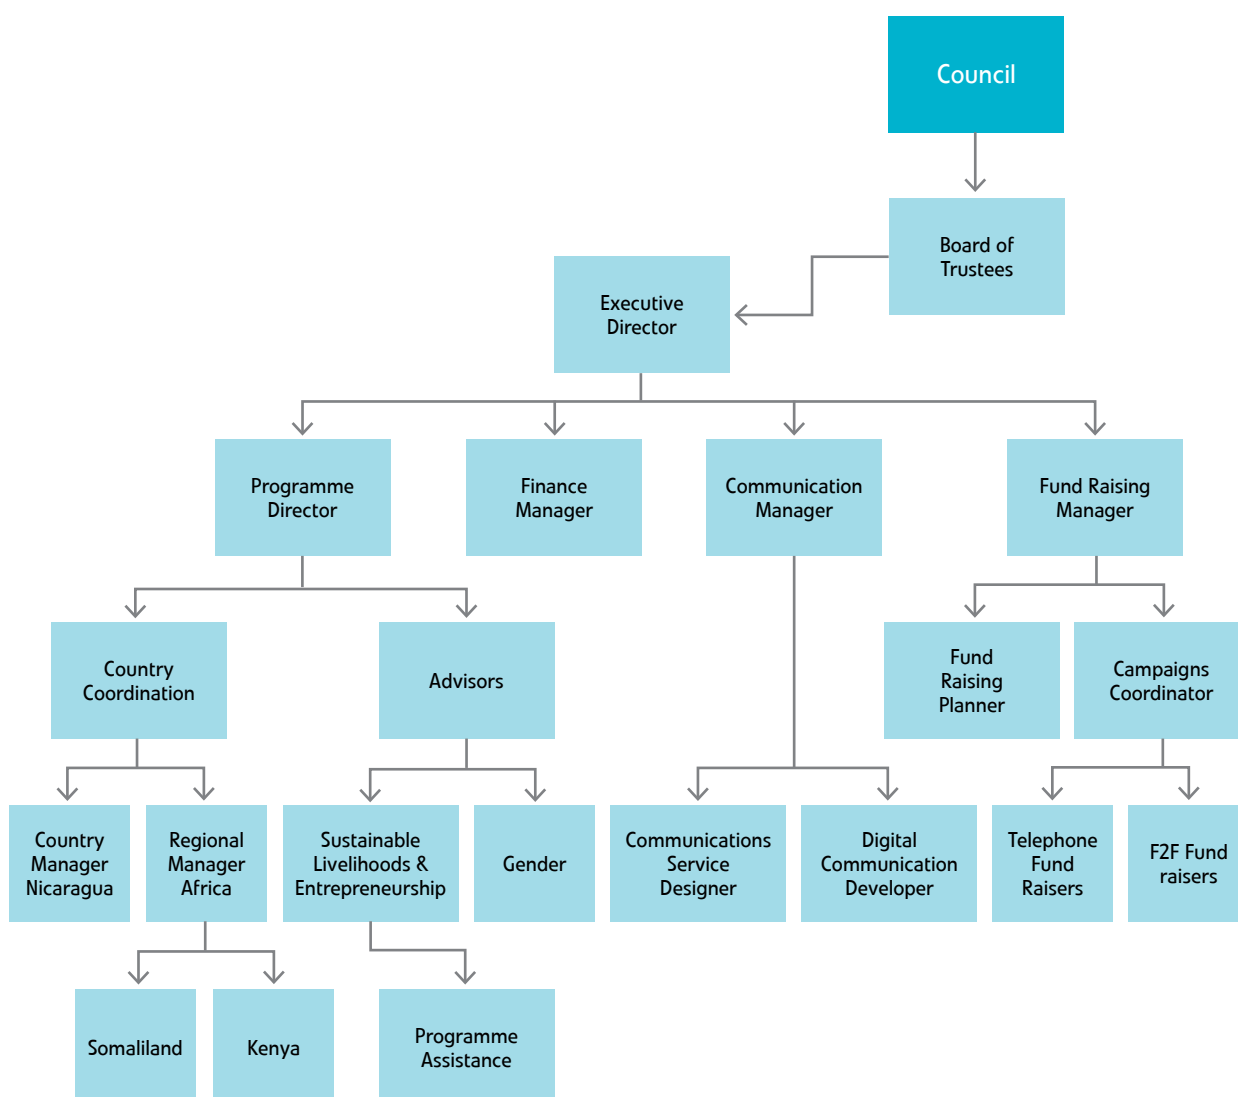 Council
Board of
Trustees
Executive
Director
Programme
Director
Finance
Manager
Communication
Manager
Fund Raising
Manager
Country
Coordination
Advisors
Fund
Raising
Planner
Campaigns
Coordinator
Country
Manager
Nicaragua
Regional
Manager
Africa
Sustainable
Livelihoods &
Entrepreneurship
Gender
Communications
Service
Designer
Digital
Communication
Developer
Telephone
Fund
Raisers
F2F Fund
raisers
Somaliland
Kenya
Programme
Assistance